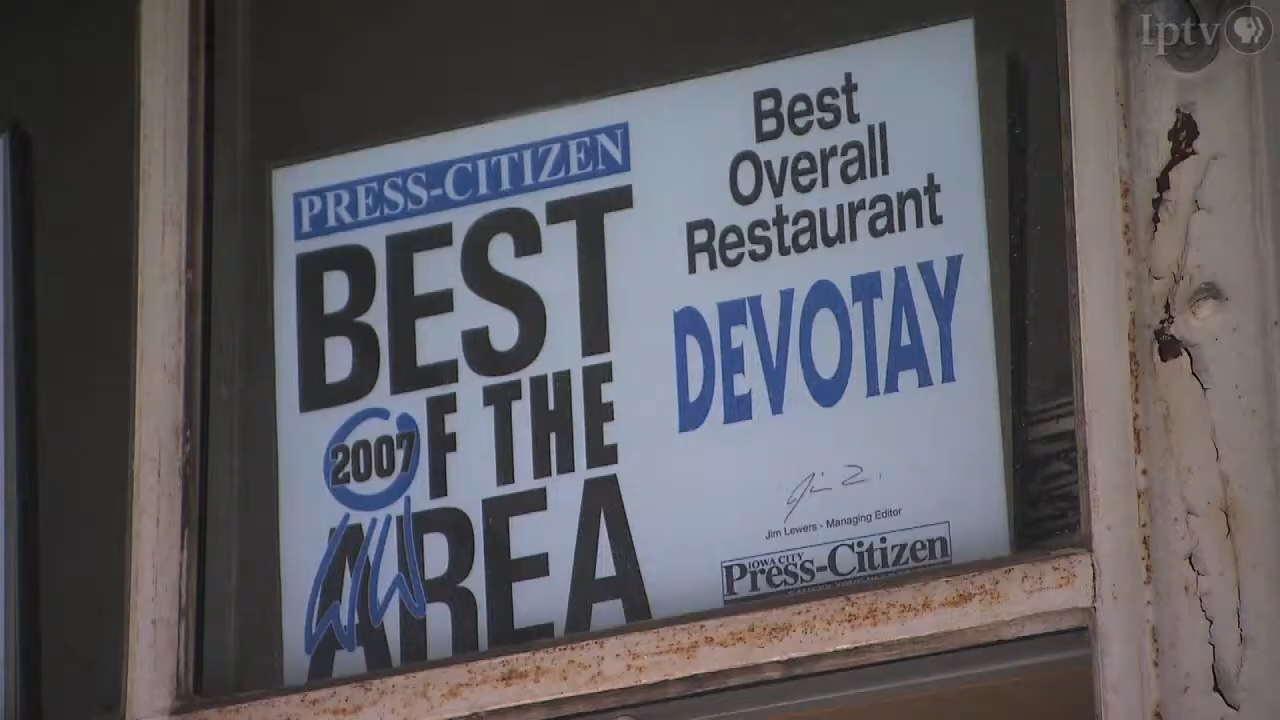 Iptv
PRESS-CITIZEN
BEST
2007 F THE
AREA
Best
Overall
Restaurant
DEVOTAY
Jim Lewers - Managing Editor
IOWA CITY
Press-Citizen